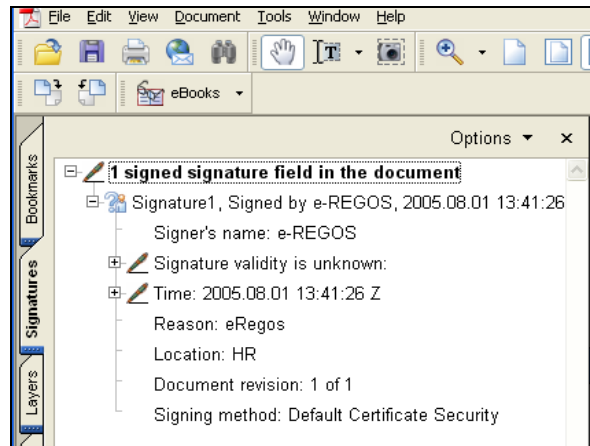 File Edit View Document Tools Window Help
eBooks
Options
Bookmarks
1 signed signature field in the document
Signature1, Signed by e-REGOS, 2005.08.01 13:41:26
Signer's name: e-REGOS
Signatures
Signature validity is unknown:
Time: 2005.08.01 13:41:26 Z
Reason: eRegos
Location: HR
Layers
Document revision: 1 of 1
Signing method: Default Certificate Security